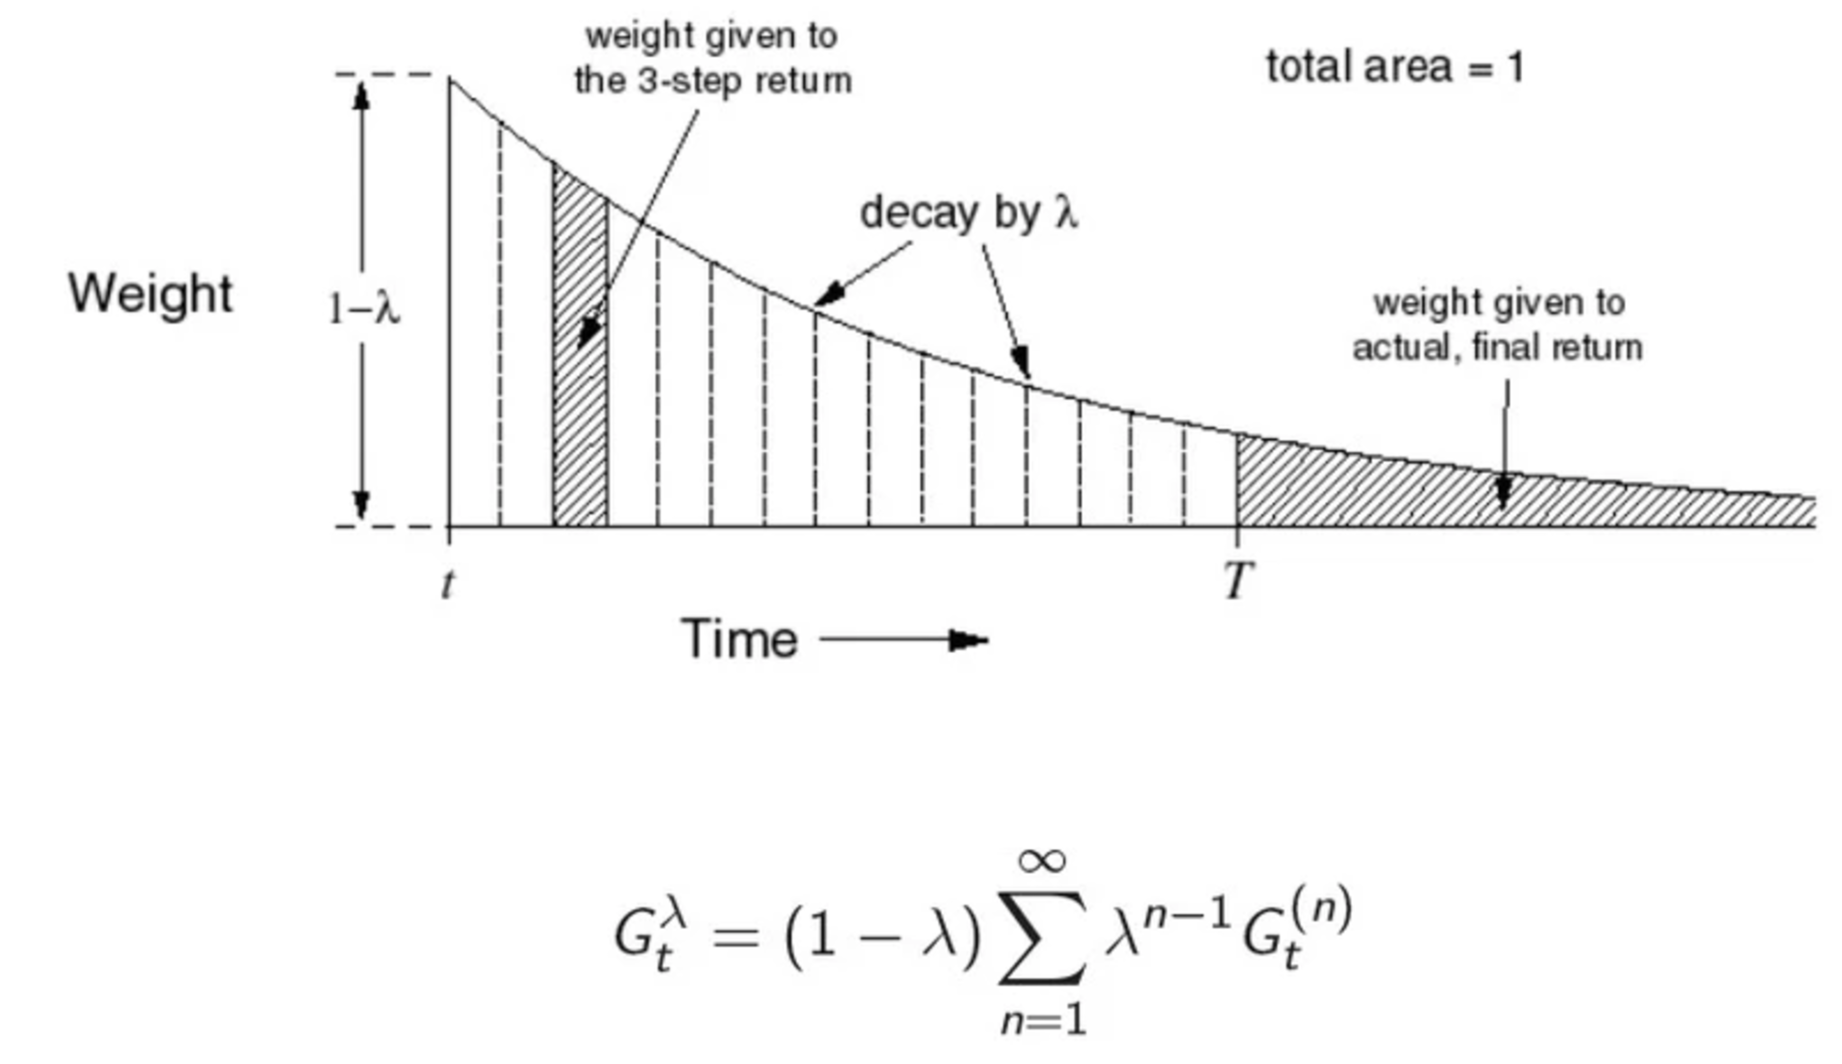 weight given to
the 3-step return
total area = 1
decay by λ
Weight
1−λ
weight given to
actual, final return
t
T
Time
G_t^λ = (1 − λ) ∑_{n=1}^{∞} λ^{n−1} G_t^{(n)}